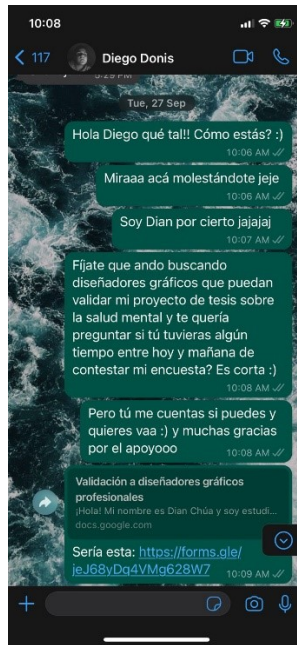 10:08
117
Diego Donis
5:29 PM
Tue, 27 Sep
Hola Diego qué tal!! Cómo estás? :)
10:06 AM
Miraaa acá molestándote jeje
10:06 AM
Soy Dian por cierto jajajaj
10:07 AM
Fíjate que ando buscando
diseñadores gráficos que puedan
validar mi proyecto de tesis sobre
la salud mental y te quería
preguntar si tú tuvieras algún
tiempo entre hoy y mañana de
contestar mi encuesta? Es corta :)
10:08 AM
Pero tú me cuentas si puedes y
quieres vaa :) y muchas gracias
por el apoyooo
10:08 AM
Validación a diseñadores gráficos
profesionales
¡Hola! Mi nombre es Dian Chúa y soy estudi...
docs.google.com
Sería esta: https://forms.gle/
jeJ68yDq4VMg628W7
10:09 AM